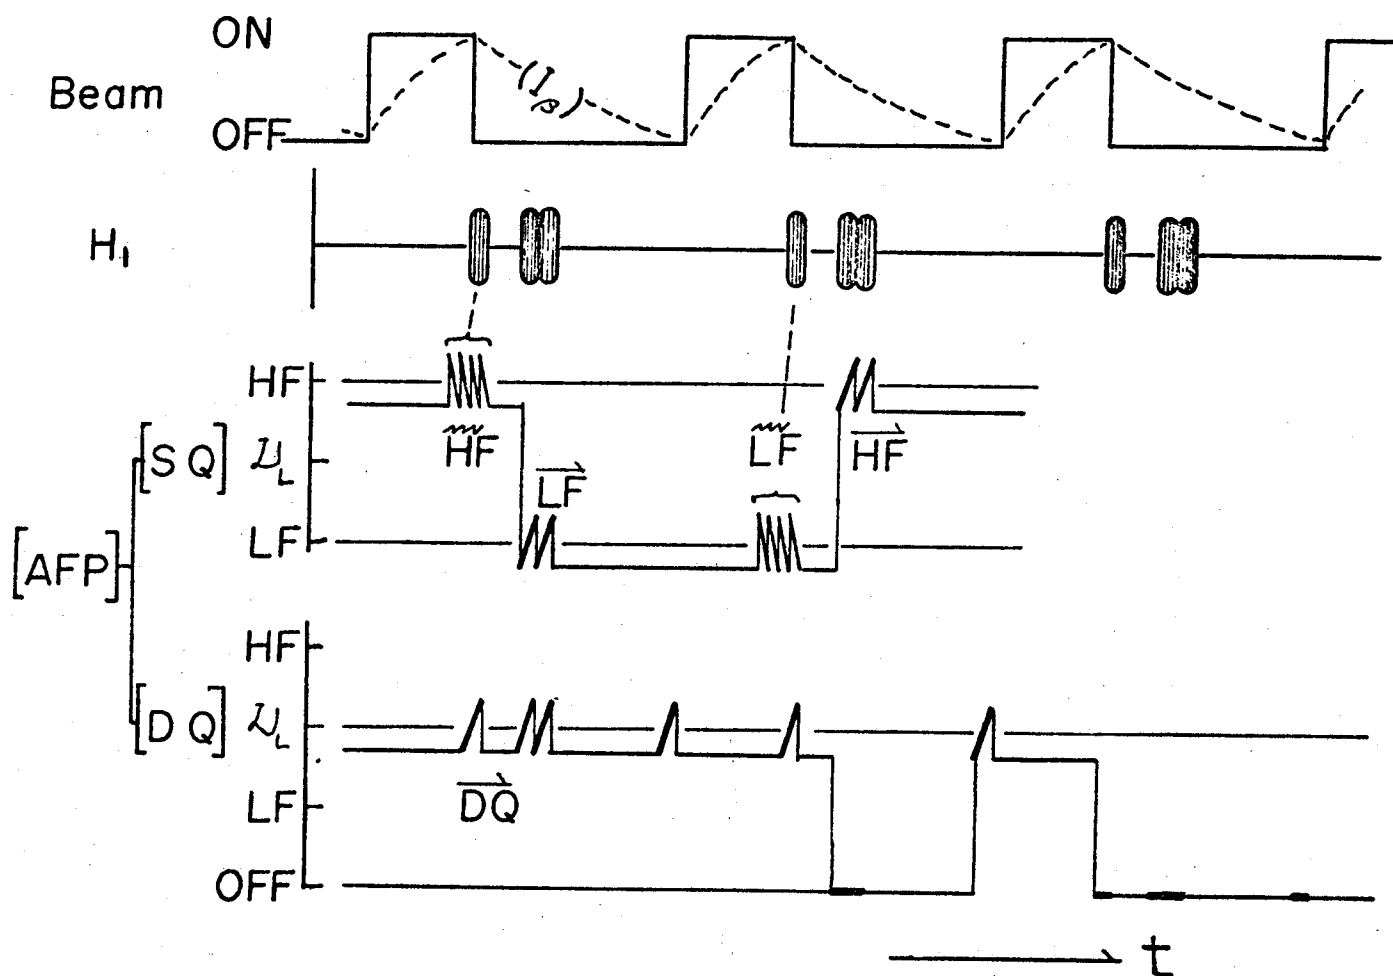 ON
Beam
(I_β)
OFF
H₁
HF
HF
LF
HF
[SQ] ν_L
LF
LF
[AFP]
HF
[DQ] ν_L
DQ
LF
OFF
t